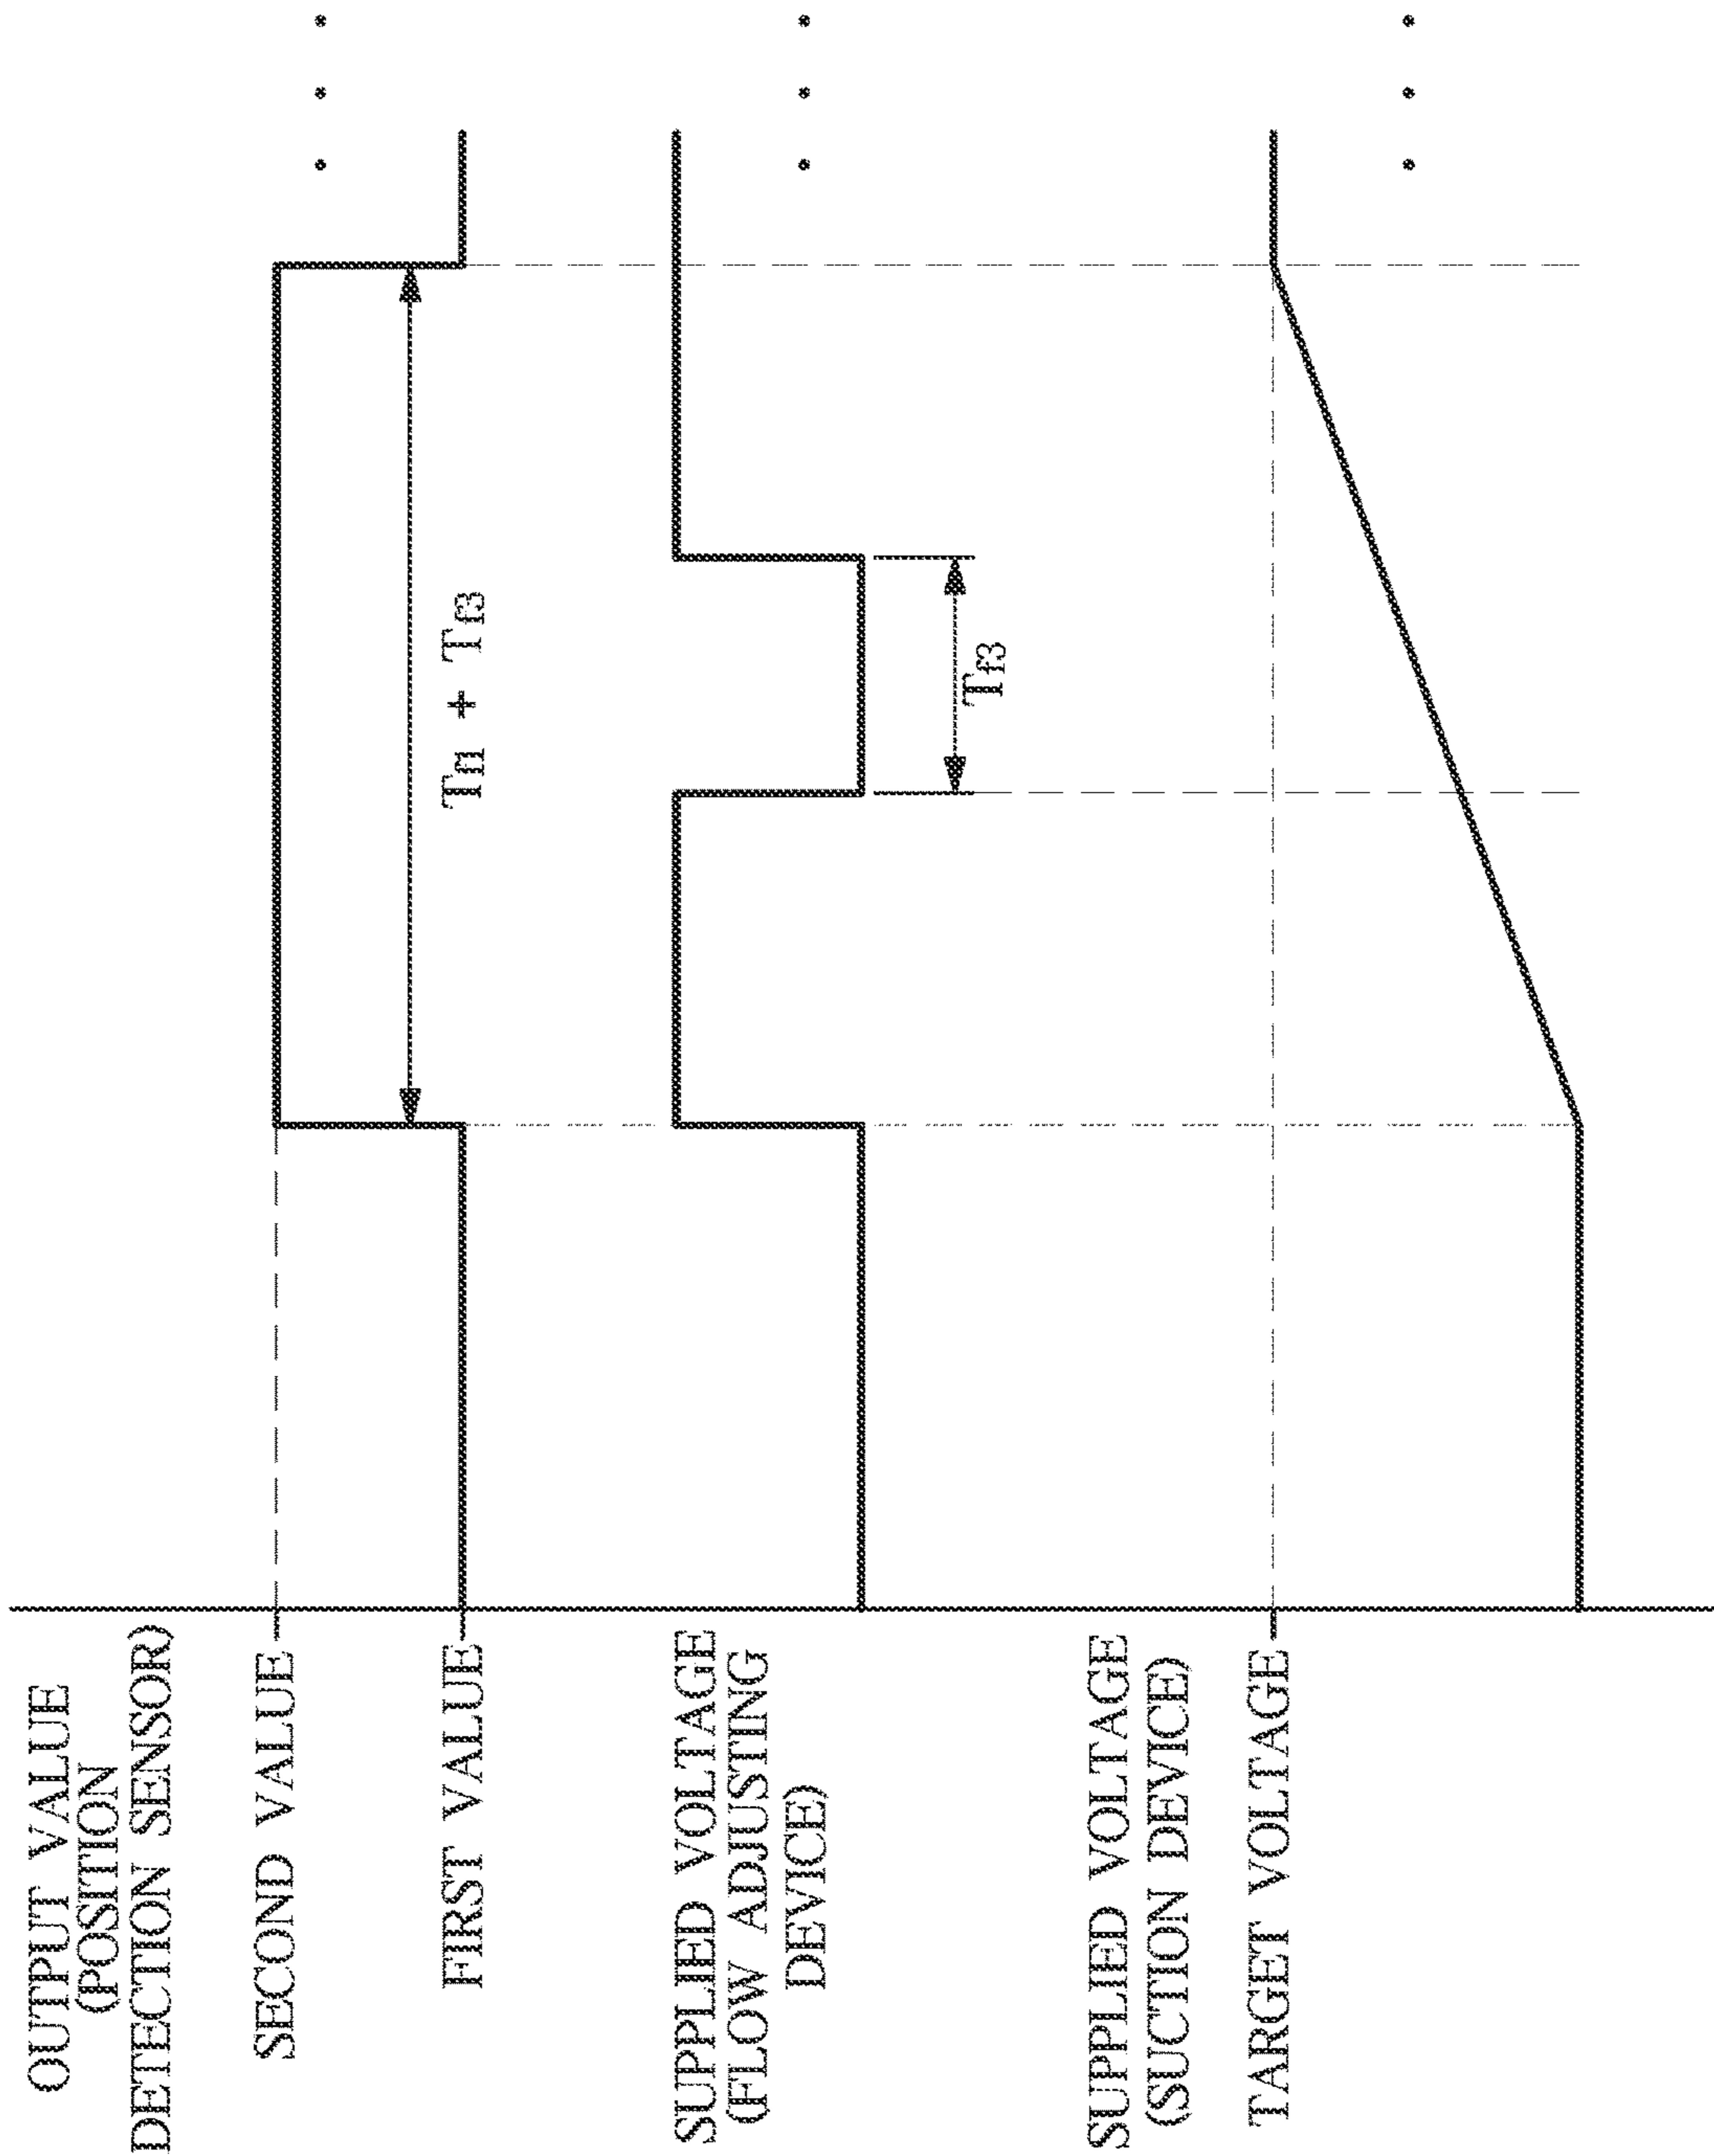 OUTPUT VALUE
(POSITION
DETECTION SENSOR)
SECOND VALUE
FIRST VALUE
Tn + Tf3
SUPPLIED VOLTAGE
(FLOW ADJUSTING
DEVICE)
Tf3
SUPPLIED VOLTAGE
(SUCTION DEVICE)
TARGET VOLTAGE